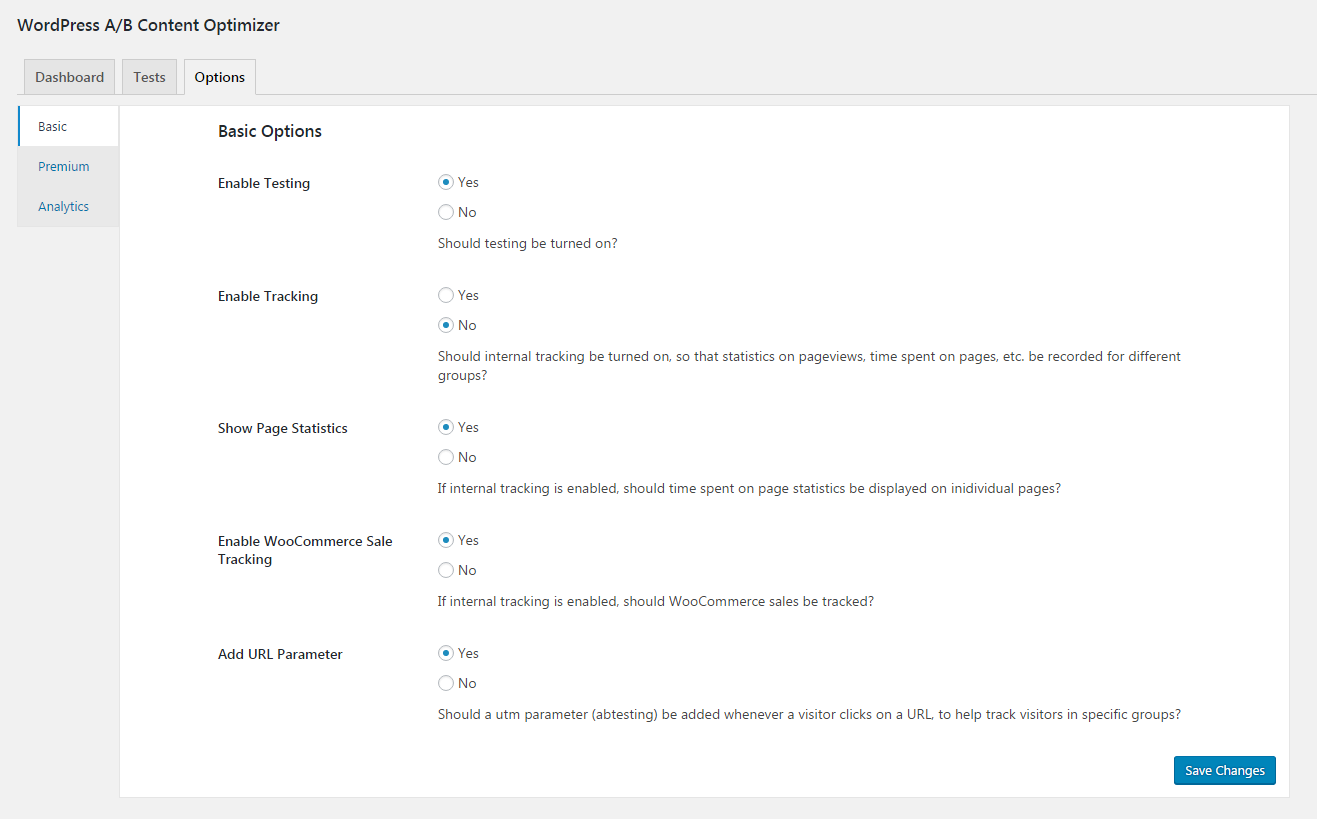 WordPress A/B Content Optimizer
Dashboard
Tests
Options
Basic
Premium
Analytics
Basic Options
Enable Testing
Yes
No
Should testing be turned on?
Enable Tracking
Yes
No
Should internal tracking be turned on, so that statistics on pageviews, time spent on pages, etc. be recorded for different
groups?
Show Page Statistics
Yes
No
If internal tracking is enabled, should time spent on page statistics be displayed on inidividual pages?
Enable WooCommerce Sale
Tracking
Yes
No
If internal tracking is enabled, should WooCommerce sales be tracked?
Add URL Parameter
Yes
No
Should a utm parameter (abtesting) be added whenever a visitor clicks on a URL, to help track visitors in specific groups?
Save Changes